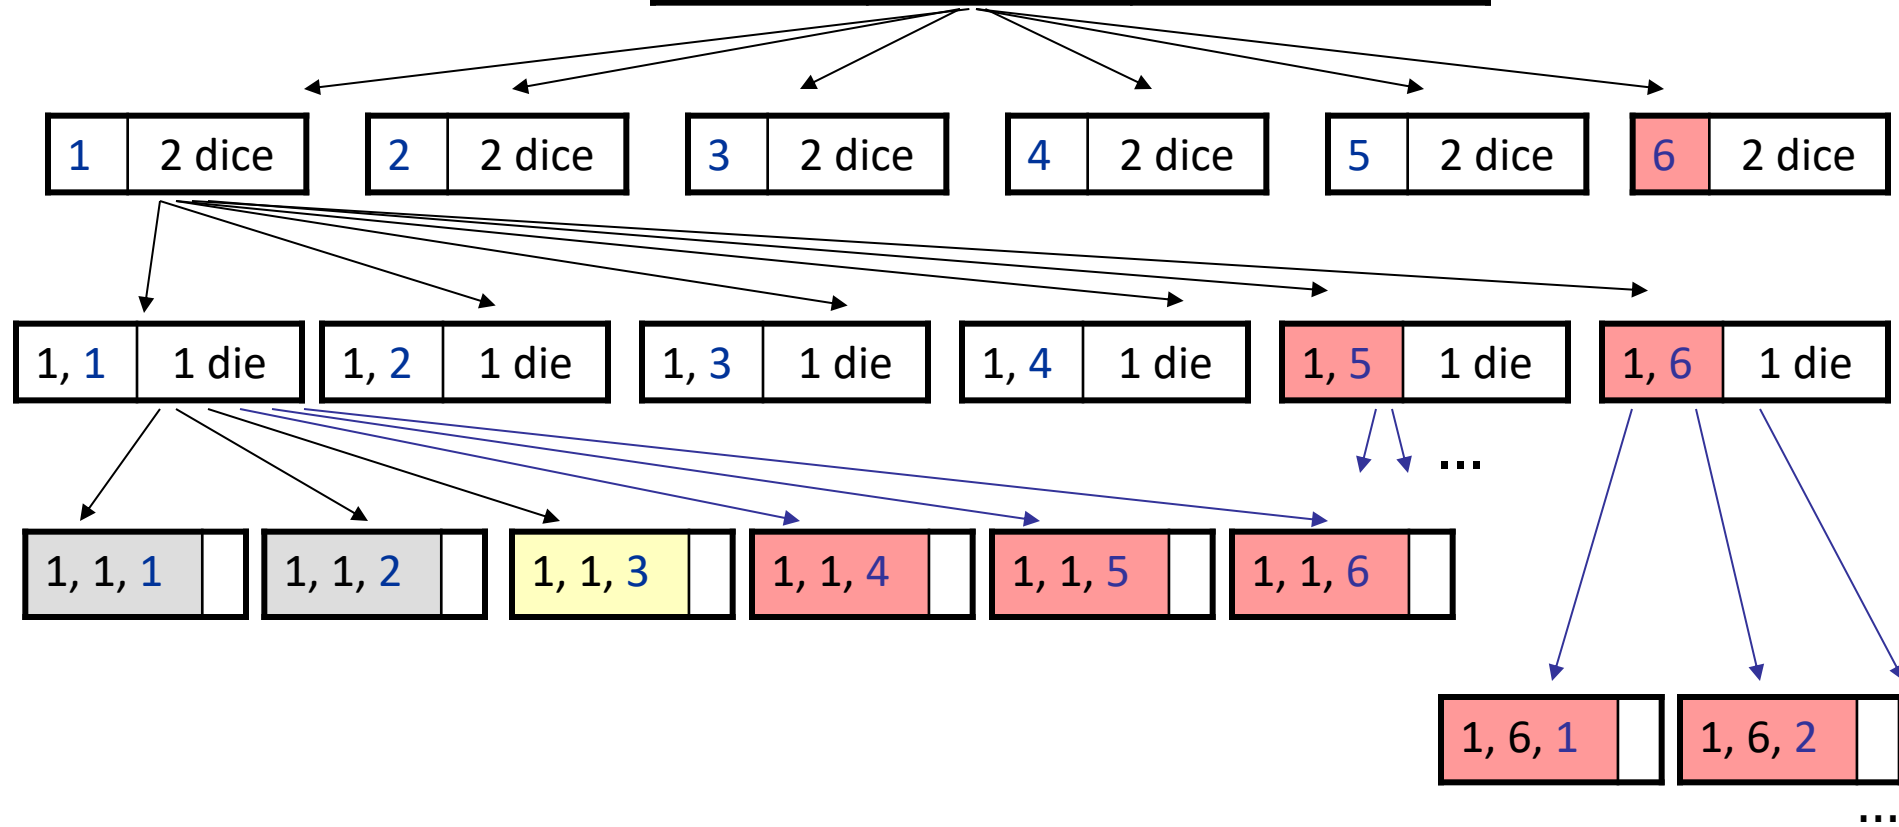 1 2 dice 2 2 dice 3 2 dice 4 2 dice 5 2 dice 6 2 dice
1, 1 1 die 1, 2 1 die 1, 3 1 die 1, 4 1 die 1, 5 1 die 1, 6 1 die
...
1, 1, 1 1, 1, 2 1, 1, 3 1, 1, 4 1, 1, 5 1, 1, 6
1, 6, 1 1, 6, 2
...